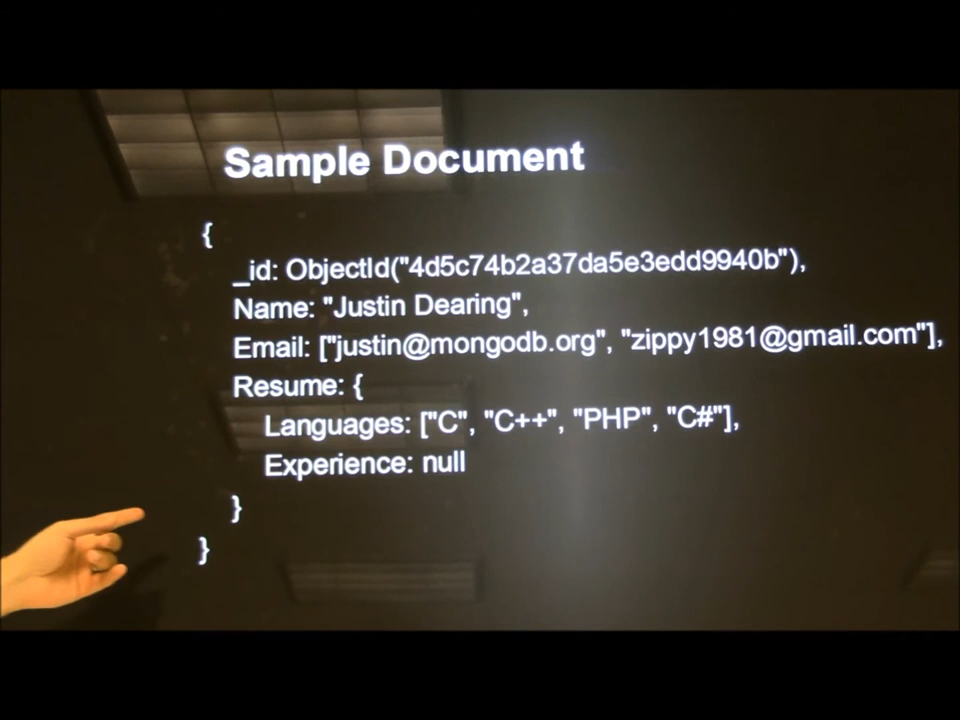 Sample Document
{
_id: ObjectId("4d5c74b2a37da5e3edd9940b"),
Name: "Justin Dearing",
Email: ["justin@mongodb.org", "zippy1981@gmail.com"],
Resume: {
Languages: ["C", "C++", "PHP", "C#"],
Experience: null
}
}